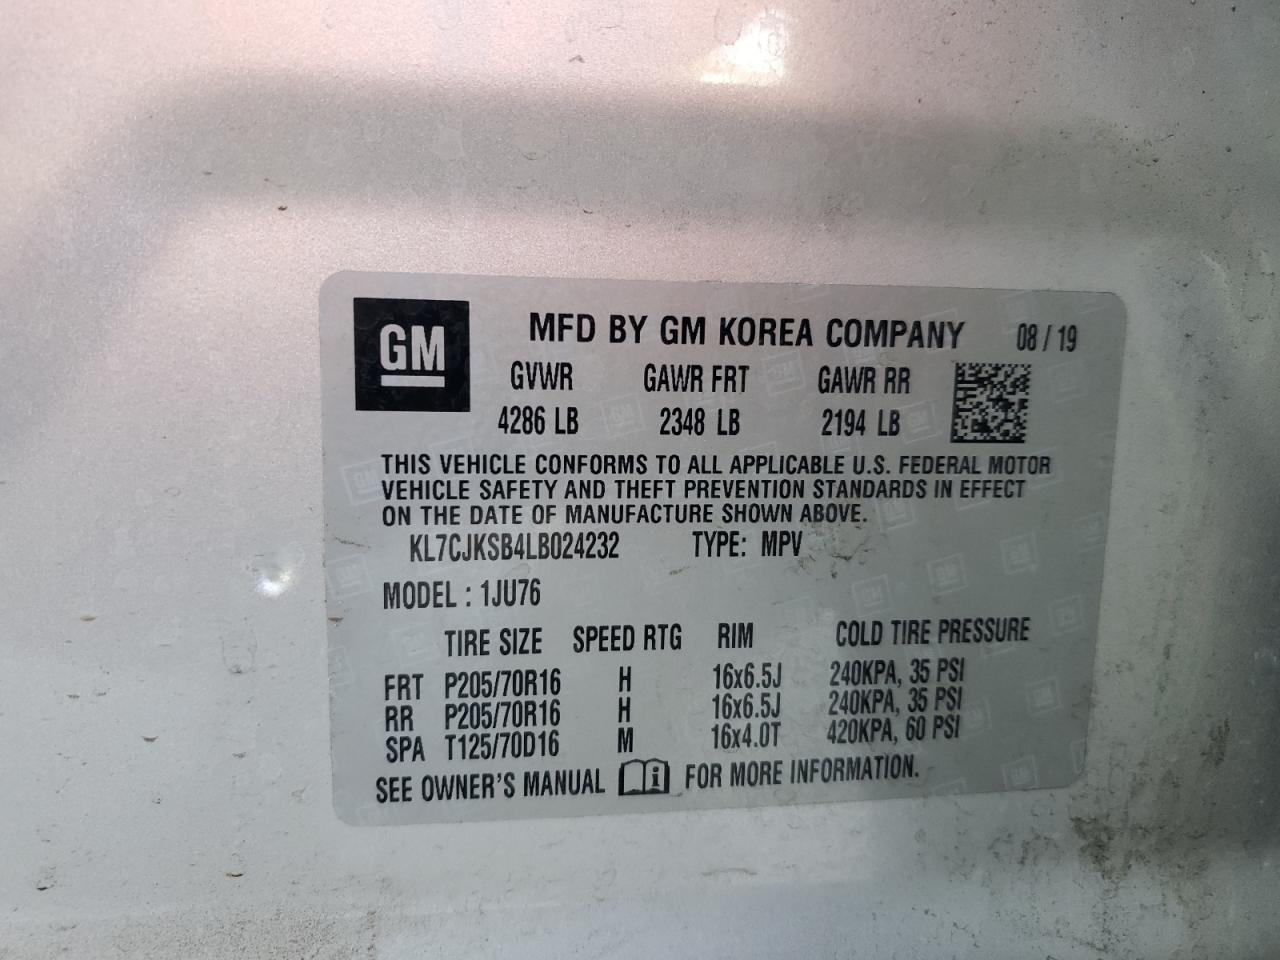 GM
MFD BY GM KOREA COMPANY 08 / 19
GVWR GAWR FRT GAWR RR
4286 LB 2348 LB 2194 LB
THIS VEHICLE CONFORMS TO ALL APPLICABLE U.S. FEDERAL MOTOR
VEHICLE SAFETY AND THEFT PREVENTION STANDARDS IN EFFECT
ON THE DATE OF MANUFACTURE SHOWN ABOVE.
KL7CJKSB4LB024232 TYPE: MPV
MODEL : 1JU76
TIRE SIZE SPEED RTG RIM COLD TIRE PRESSURE
FRT P205/70R16 H 16x6.5J 240KPA, 35 PSI
RR P205/70R16 H 16x6.5J 240KPA, 35 PSI
SPA T125/70D16 M 16x4.0T 420KPA, 60 PSI
SEE OWNER'S MANUAL FOR MORE INFORMATION.